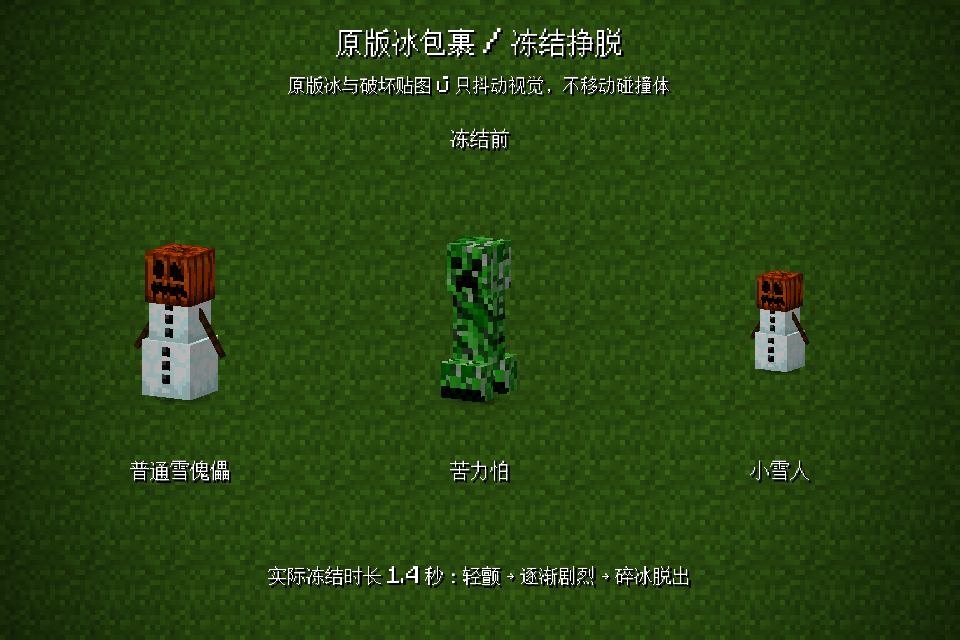 原版冰包裹 / 冻结挣脱
原版冰与破坏贴图 Ú 只抖动视觉，不移动碰撞体
冻结前
普通雪傀儡
苦力怕
小雪人
实际冻结时长 1.4 秒：轻颤 → 逐渐剧烈 → 碎冰脱出